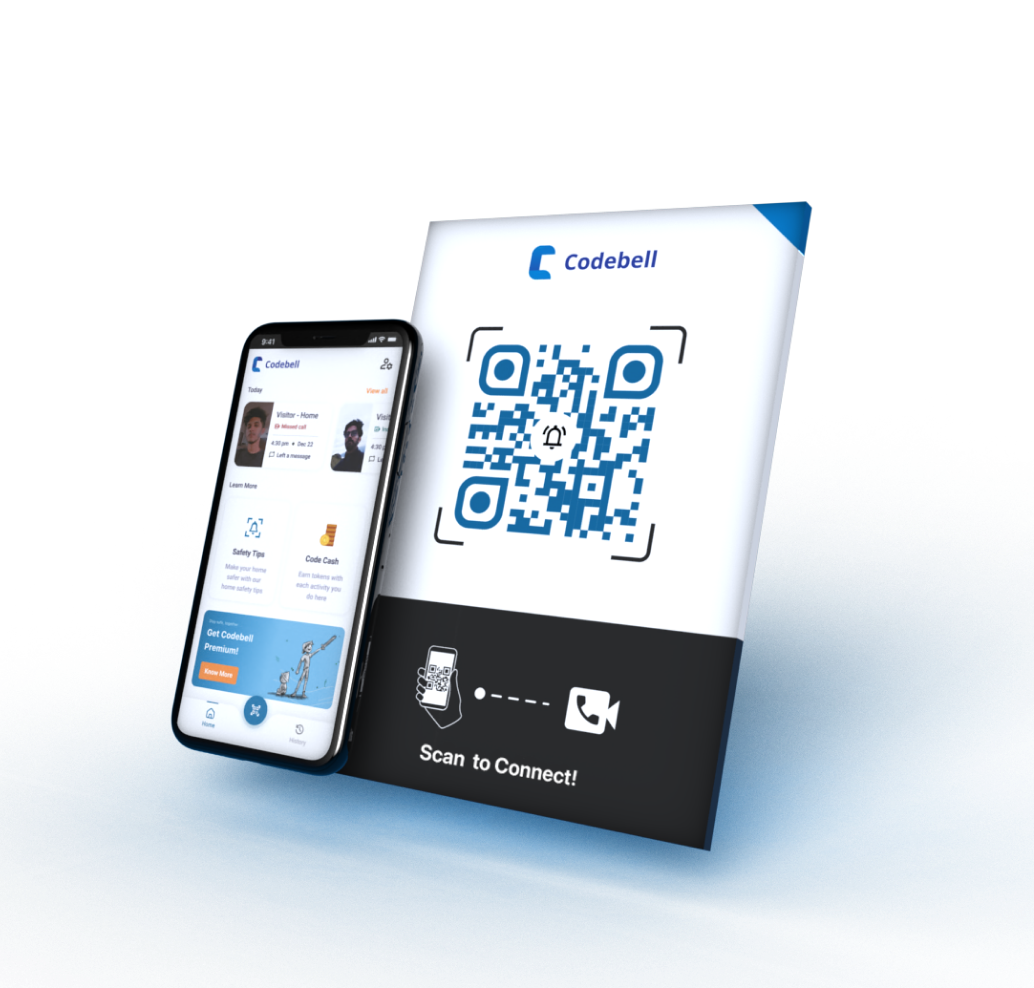 Codebell
Scan to Connect!
9:41
Codebell
Today
View all
Visitor - Home
Missed call
4:30 pm
Dec 22
Left a message
Learn More
Safety Tips
Make your home
safer with our
home safety tips
Code Cash
Earn tokens with
each activity you
do here
Get Codebell
Premium!
Know More
Home
History